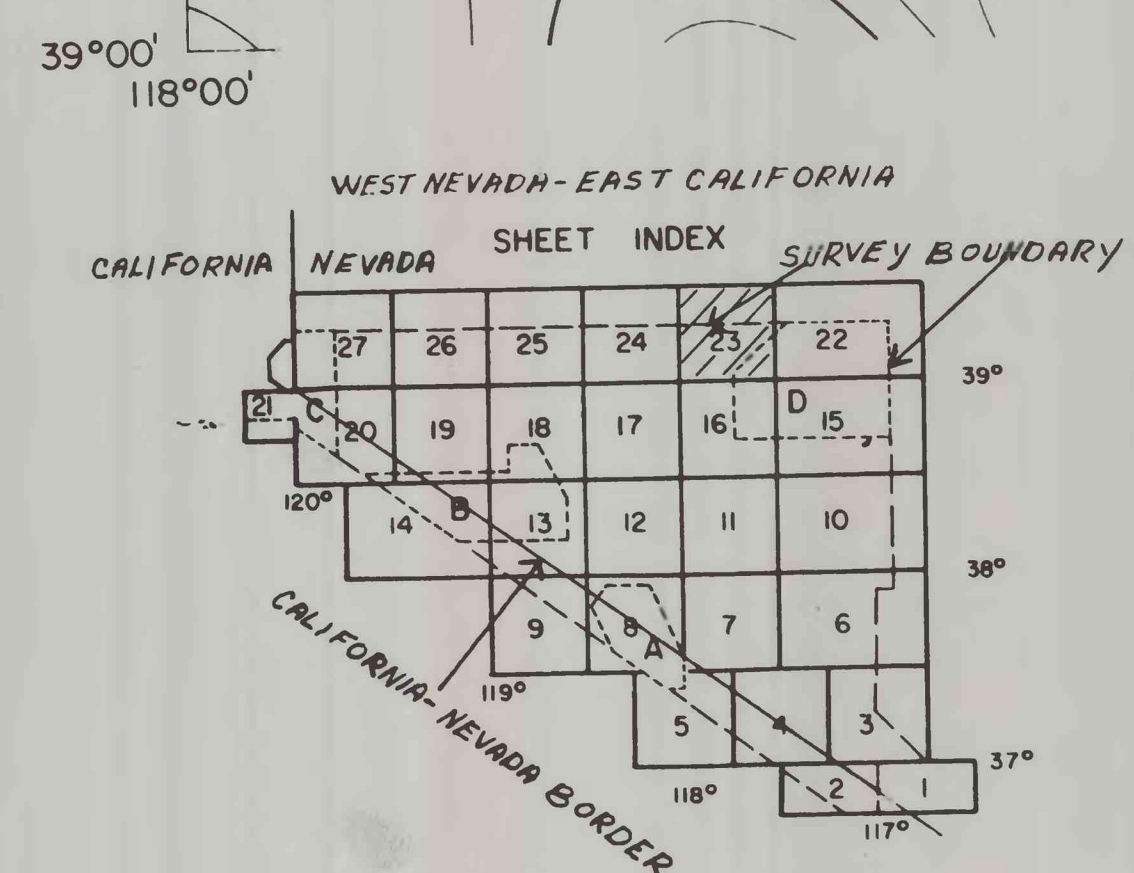 39°00'
118°00'
WEST NEVADA-EAST CALIFORNIA
SHEET INDEX
CALIFORNIA NEVADA
SURVEY BOUNDARY
27 26 25 24 23 22
39°
21 C 20 19 18 17 16 D 15
120°
14 B 13 12 11 10
38°
9 8 A 7 6
119°
CALIFORNIA-NEVADA BORDER
5 4 3
37°
118°
2 1
117°